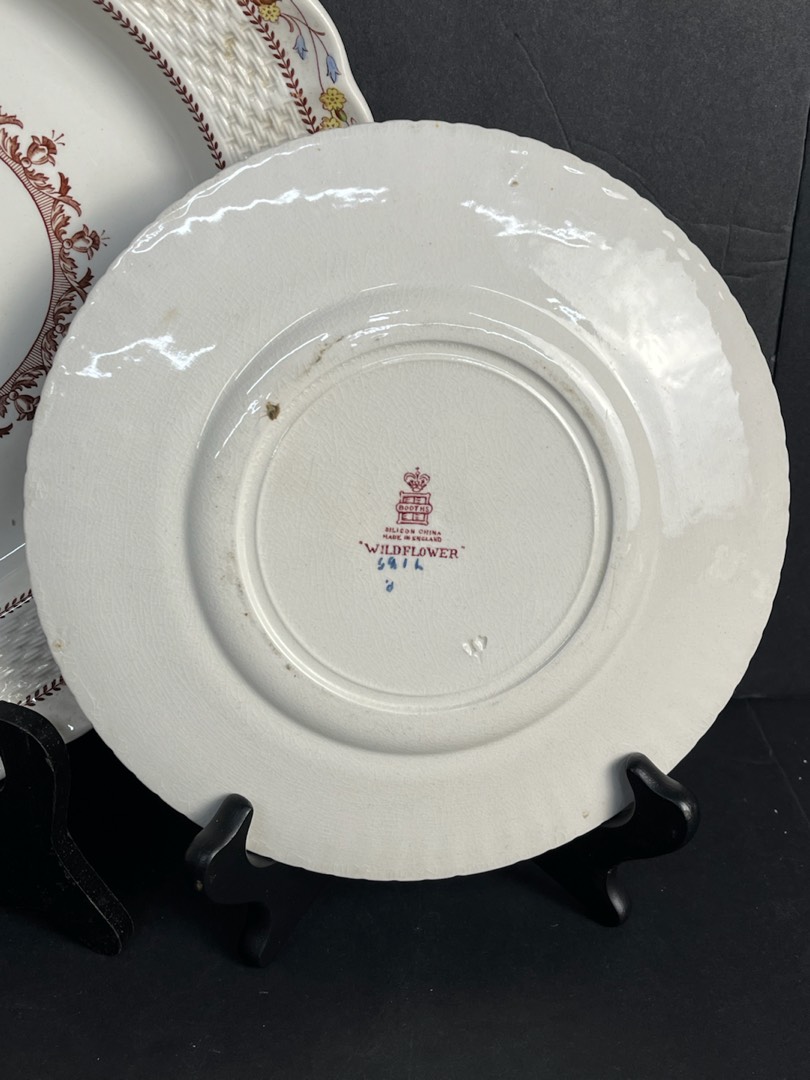 BOOTHS
SILICON CHINA
MADE IN ENGLAND
"WILDFLOWER"